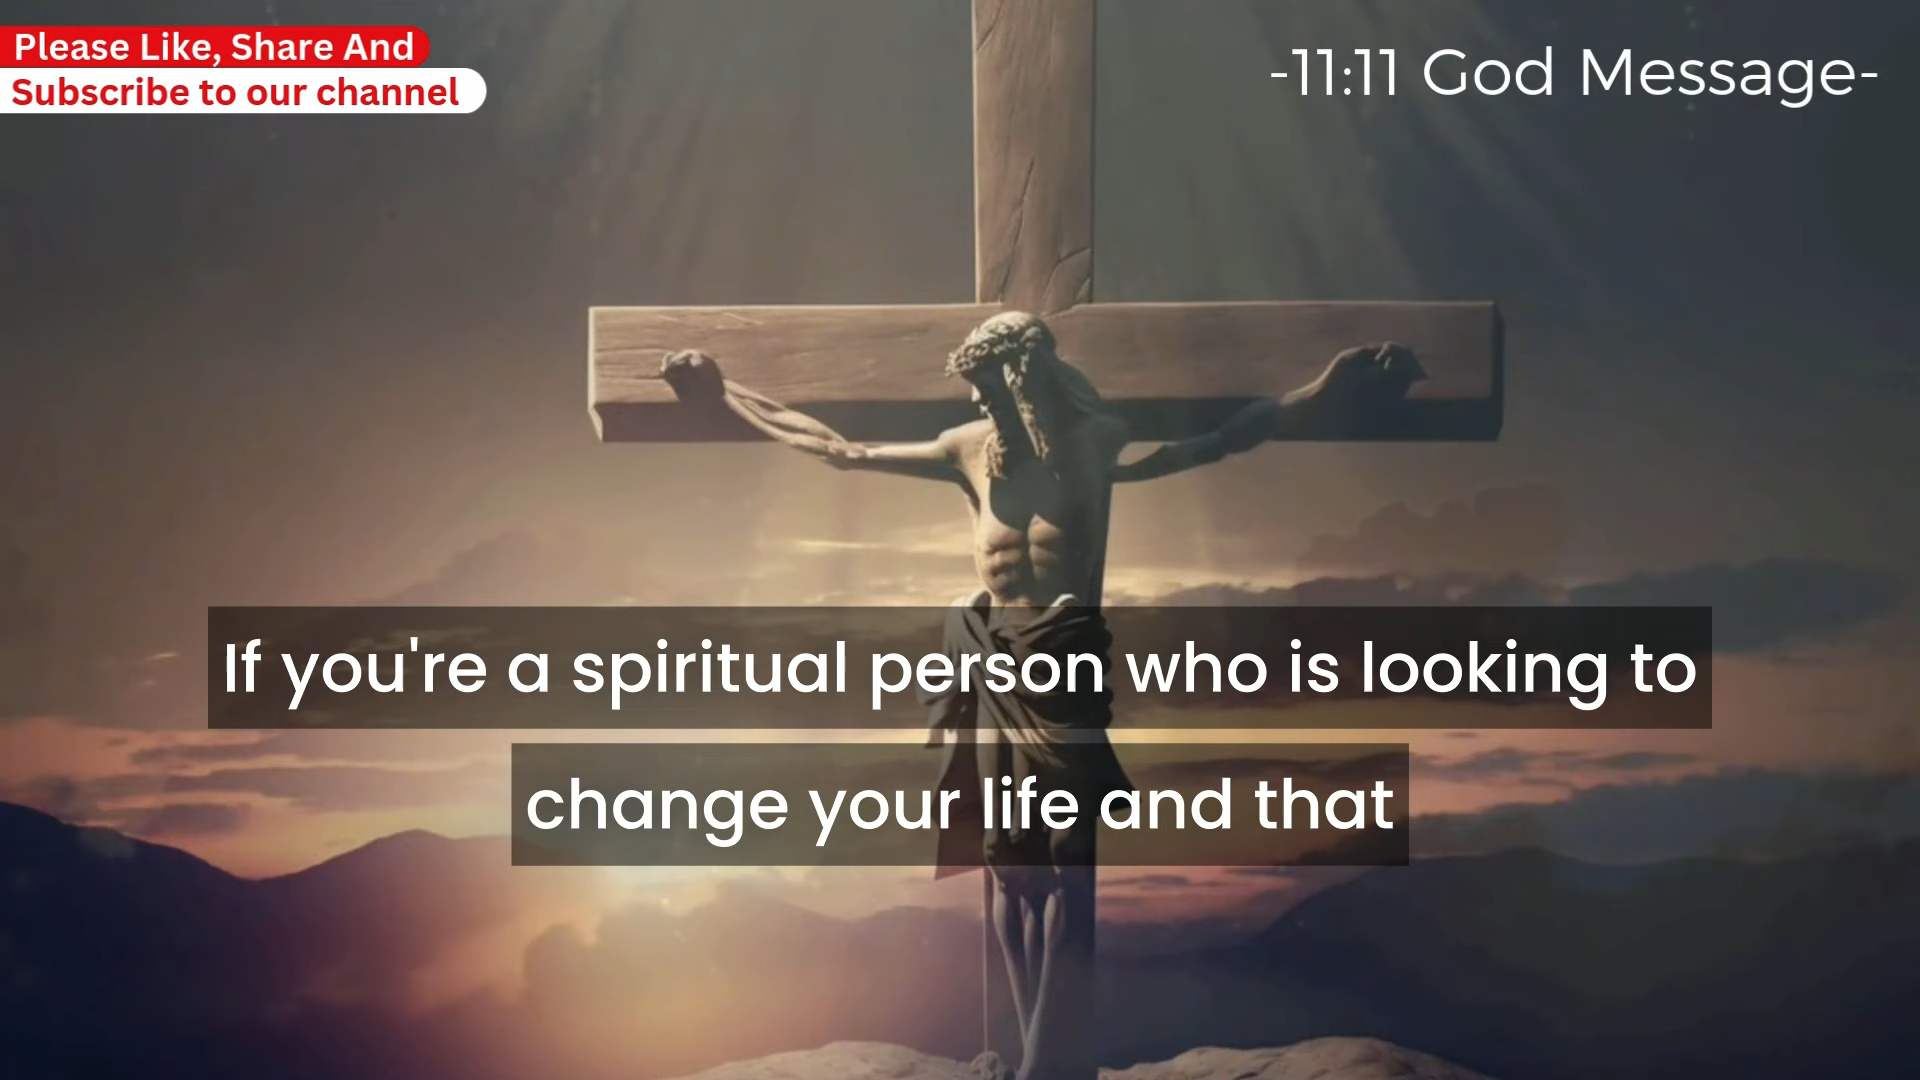 Please Like, Share And
Subscribe to our channel
-11:11 God Message-
If you're a spiritual person who is looking to
change your life and that